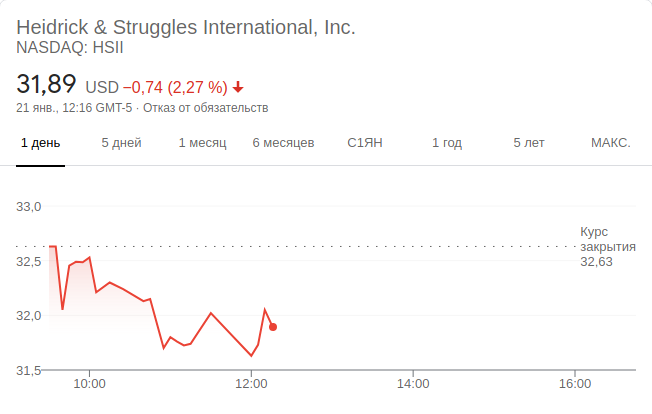 Heidrick & Struggles International, Inc.
NASDAQ: HSII
31,89 USD −0,74 (2,27 %)
21 янв., 12:16 GMT-5 · Отказ от обязательств
1 день 5 дней 1 месяц 6 месяцев С1ЯН 1 год 5 лет МАКС.
33,0
Курс
закрытия
32,63
32,5
32,0
31,5
10:00 12:00 14:00 16:00